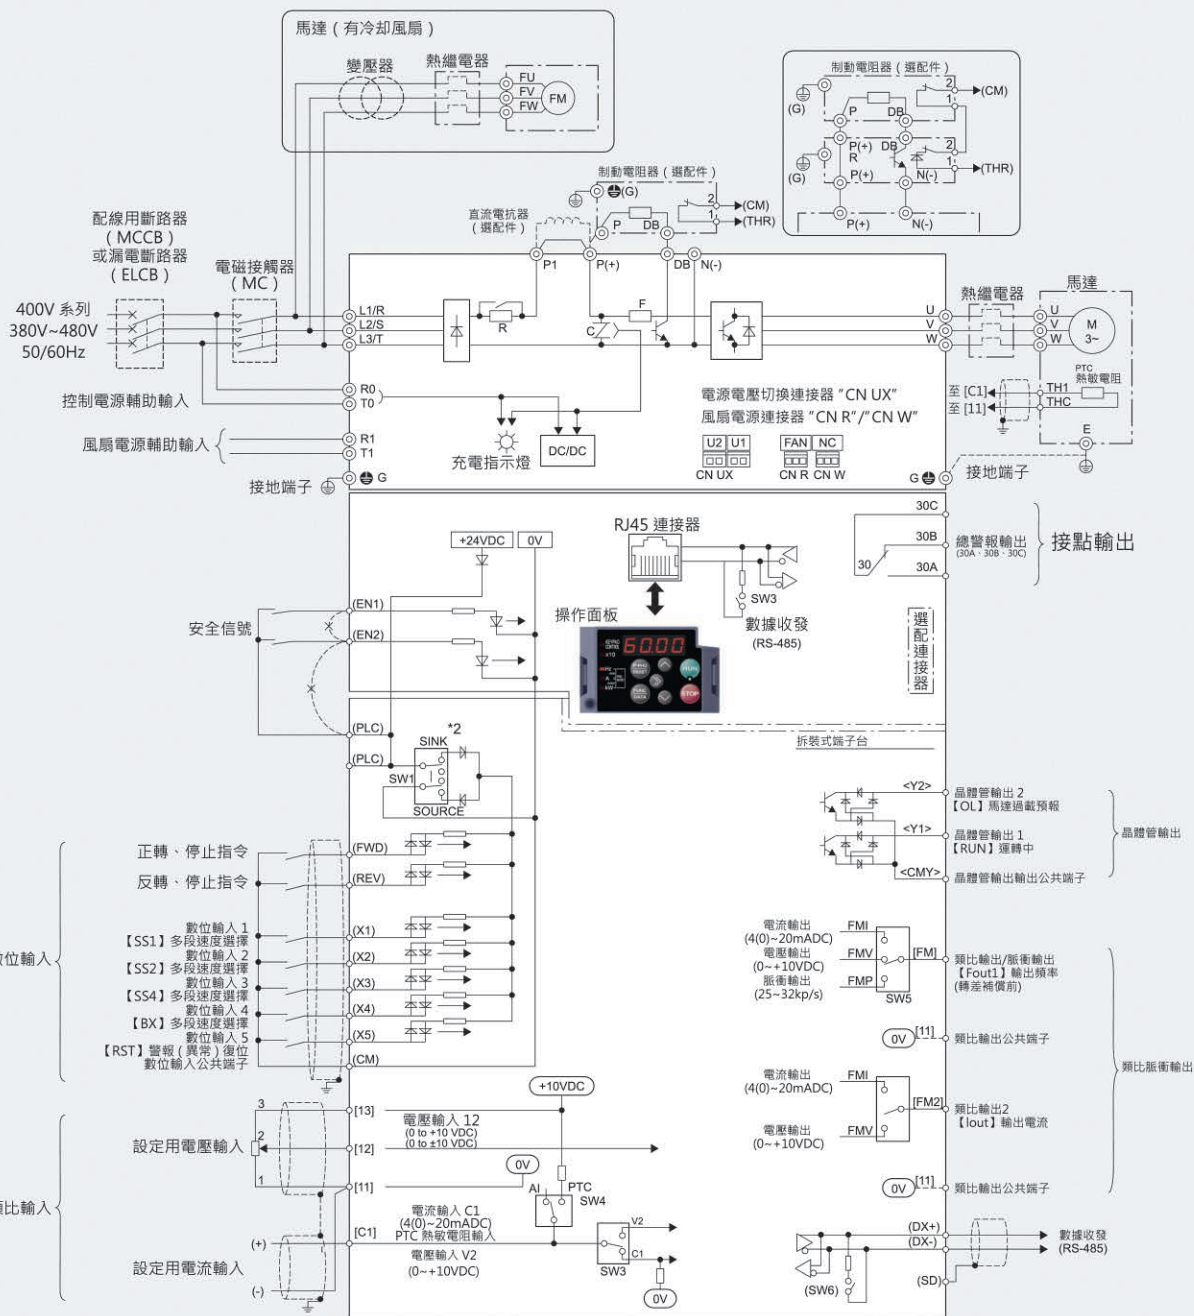 馬達（有冷却風扇）
變壓器
熱繼電器
FU
FV
FW
FM
制動電阻器（選配件）
(G)
P
DB
2
1
(CM)
(G)
P(+)
R
DB
2
1
(THR)
P(+)
N(-)
P(+)
N(-)
制動電阻器（選配件）
(G)
直流電抗器
（選配件）
P
DB
2
1
(CM)
(THR)
P1
P(+)
DB
N(-)
配線用斷路器
（MCCB）
或漏電斷路器
（ELCB）
電磁接觸器
（MC）
400V 系列
380V~480V
50/60Hz
L1/R
L2/S
L3/T
R
C
F
U
V
W
熱繼電器
馬達
U
V
W
M
3~
PTC
熱敏電阻
至 [C1]
至 [11]
TH1
THC
E
控制電源輔助輸入
R0
T0
風扇電源輔助輸入
R1
T1
充電指示燈
DC/DC
電源電壓切換連接器 "CN UX"
風扇電源連接器 "CN R"/"CN W"
U2 U1
FAN NC
CN UX
CN R CN W
接地端子
G
G
接地端子
+24VDC
0V
RJ45 連接器
SW3
數據收發
(RS-485)
操作面板
KEYPAD
CONTROL
x10
6000
Hz
A
kW
PRG
RESET
FUNC
DATA
RUN
STOP
30C
30B
30A
30
總警報輸出
(30A、30B、30C)
接點輸出
選配連接器
安全信號
(EN1)
(EN2)
(PLC)
(PLC)
*2
SINK
SW1
SOURCE
拆裝式端子台
<Y2>
晶體管輸出 2
【OL】馬達過載預報
<Y1>
晶體管輸出 1
【RUN】運轉中
<CMY>
晶體管輸出輸出公共端子
晶體管輸出
正轉、停止指令
(FWD)
反轉、停止指令
(REV)
數位輸入 1
【SS1】多段速度選擇
(X1)
數位輸入 2
【SS2】多段速度選擇
(X2)
數位輸入 3
【SS4】多段速度選擇
(X3)
數位輸入 4
【BX】多段速度選擇
(X4)
數位輸入 5
【RST】警報（異常）復位
(X5)
數位輸入公共端子
(CM)
位輸入
電流輸出
(4(0)~20mADC)
FMI
電壓輸出
(0~+10VDC)
FMV
脈衝輸出
(25~32kp/s)
FMP
SW5
[FM]
類比輸出/脈衝輸出
【Fout1】輸出頻率
(轉差補償前)
0V
[11]
類比輸出公共端子
類比脈衝輸出
電流輸出
(4(0)~20mADC)
FMI
電壓輸出
(0~+10VDC)
FMV
[FM2]
類比輸出2
【Iout】輸出電流
0V
[11]
類比輸出公共端子
+10VDC
3
2
1
設定用電壓輸入
[13]
[12]
[11]
電壓輸入 12
(0 to +10 VDC)
(0 to ±10 VDC)
0V
AI
PTC
SW4
比輸入
[C1]
電流輸入 C1
(4(0)~20mADC)
PTC 熱敏電阻輸入
電壓輸入 V2
(0~+10VDC)
V2
C1
SW3
0V
(+)
設定用電流輸入
(-)
(DX+)
(DX-)
(SD)
(SW6)
數據收發
(RS-485)